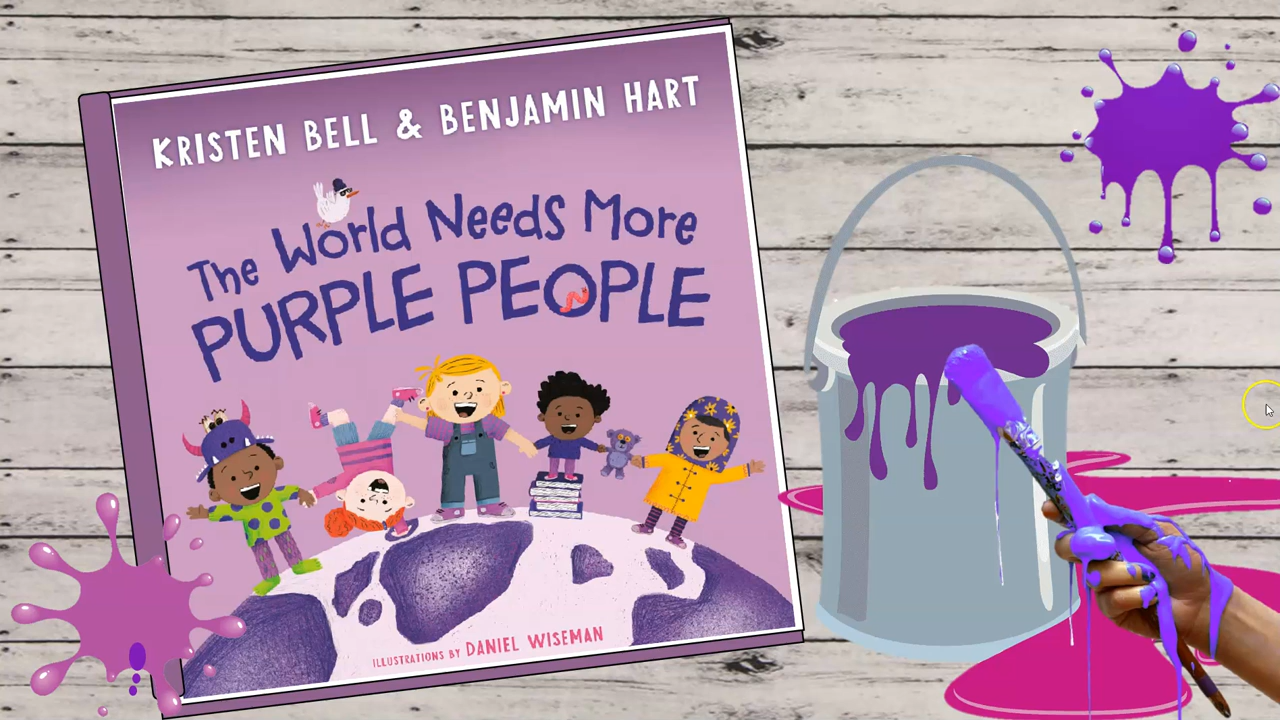 KRISTEN BELL & BENJAMIN HART
The World Needs More
PURPLE PEOPLE
ILLUSTRATIONS BY DANIEL WISEMAN